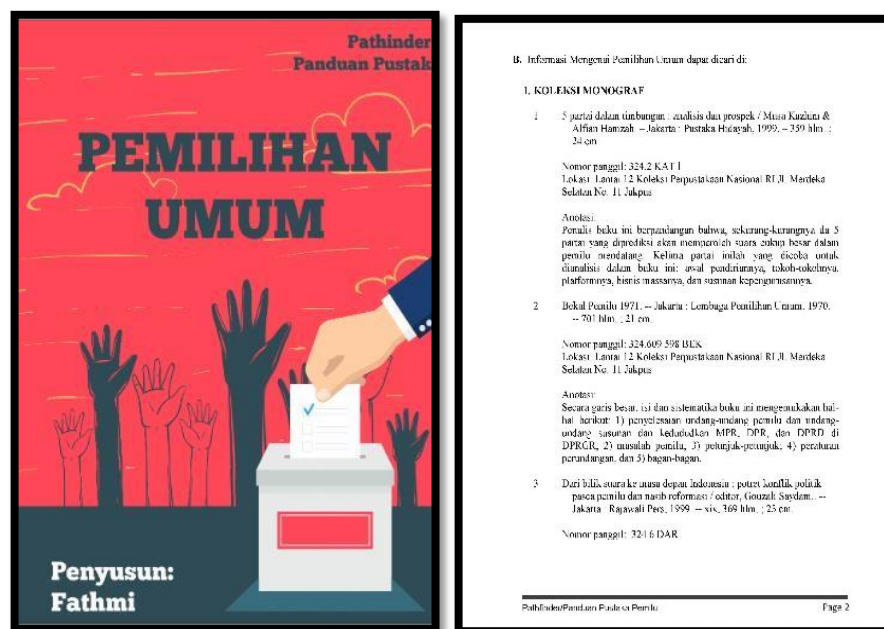 Pathinder
Panduan Pustak
PEMILIHAN
UMUM
Penyusun:
Fathmi
B. Informasi Mengenai Pemilihan Umum dapat dicari di:
1. KOLEKSI MONOGRAF
1 5 partai dalam timbangan : analisis dan prospek / Musa Kazhim &
Alfian Hamzah. -- Jakarta : Pustaka Hidayah, 1999. -- 359 hlm. ;
24 cm
Nomor panggil: 324.2 KAT l
Lokasi: Lantai 12 Koleksi Perpustakaan Nasional RI Jl. Merdeka
Selatan No. 11 Jakpus
Anotasi:
Penulis buku ini berpandangan bahwa, sekurang-kurangnya da 5
partai yang diprediksi akan memperoleh suara cukup besar dalam
pemilu mendatang. Kelima partai inilah yang dicoba untuk
dianalisis dalam buku ini: awal pendiriannya, tokoh-tokohnya,
platformnya, bisnis massanya, dan susunan kepengurusannya.
2 Bekal Pemilu 1971. -- Jakarta : Lembaga Pemilihan Umum, 1970.
-- 701 hlm. ; 21 cm.
Nomor panggil: 324.609 598 BEK
Lokasi: Lantai 12 Koleksi Perpustakaan Nasional RI Jl. Merdeka
Selatan No. 11 Jakpus
Anotasi:
Secara garis besar, isi dan sistematika buku ini mengemukakan hal-
hal berikut: 1) penyelesaian undang-undang pemilu dan undang-
undang susunan dan kedudukan MPR, DPR, dan DPRD di
DPRGR, 2) masalah pemilu, 3) petunjuk-petunjuk; 4) peraturan
perundangan, dan 5) bagan-bagan.
3 Dari bilik suara ke masa depan Indonesia : potret konflik politik
pasca pemilu dan nasib reformasi / editor, Gouzali Saydam.. --
Jakarta : Rajawali Pers, 1999. -- xix, 369 hlm. ; 23 cm.
Nomor panggil: 324.6 DAR
Pathfinder/Panduan Pustaka Pemilu Page 2